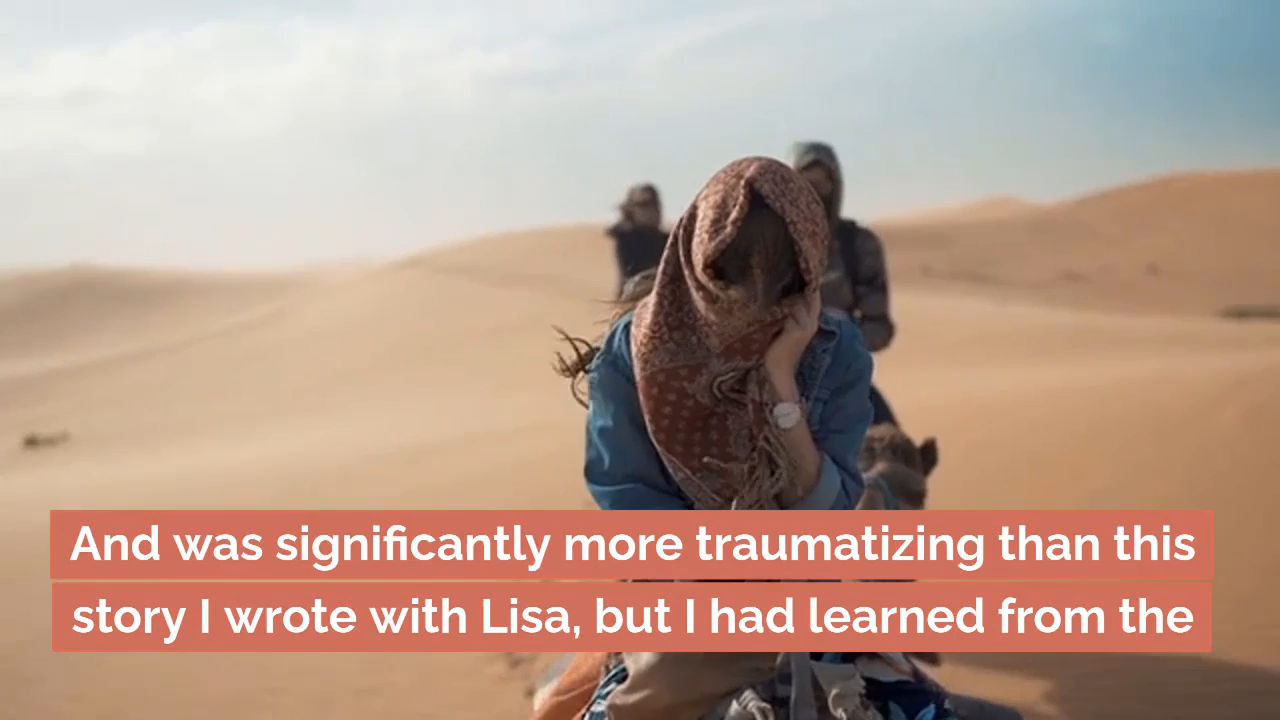 And was significantly more traumatizing than this
story I wrote with Lisa, but I had learned from the